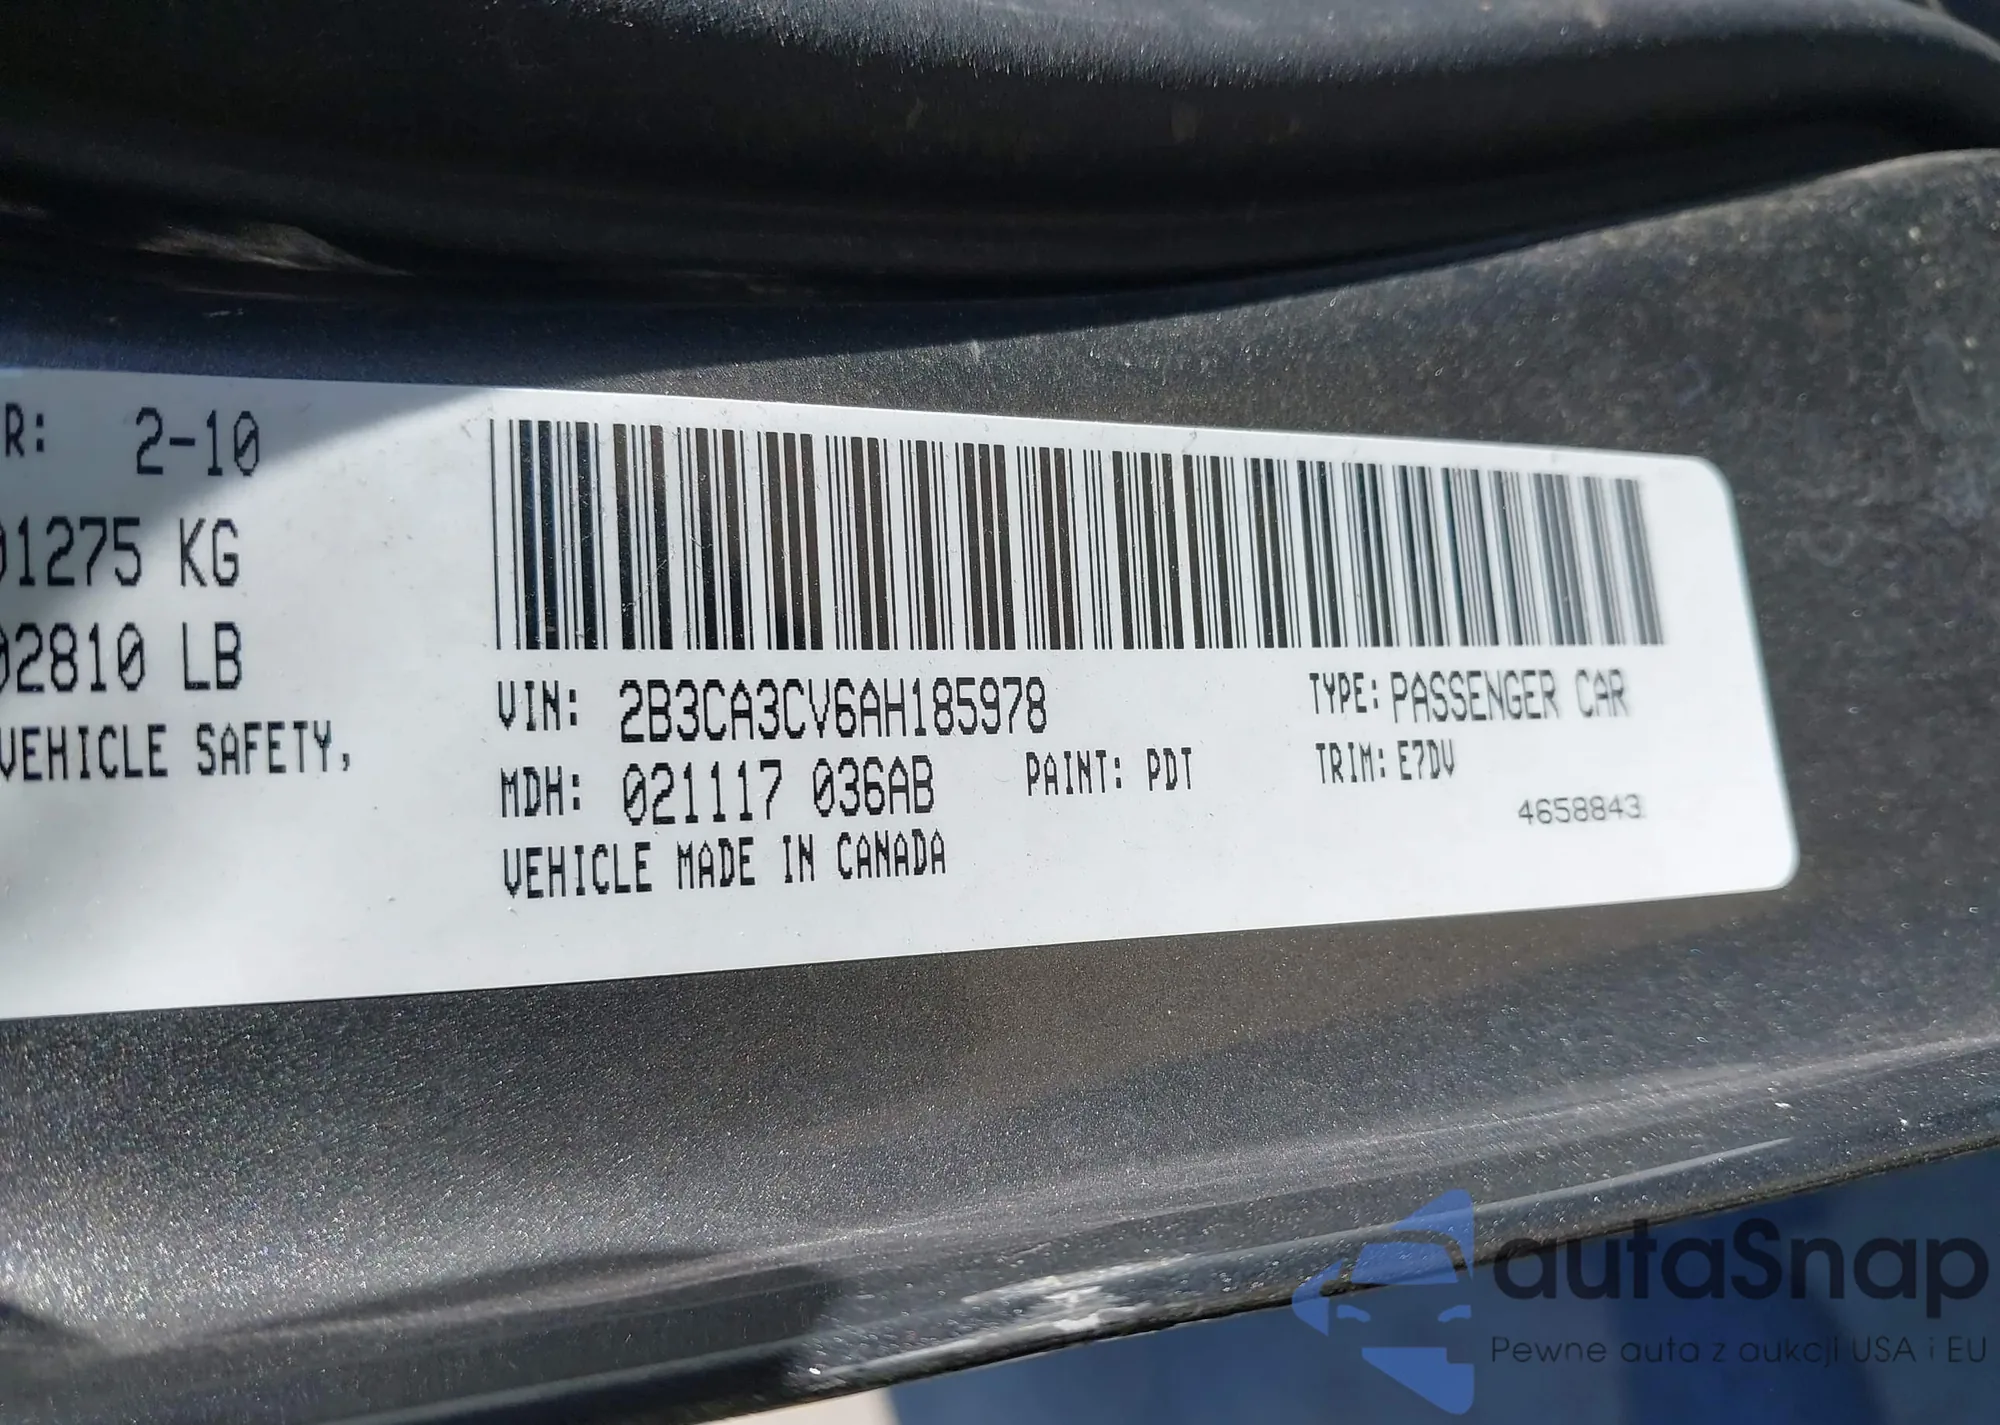 R: 2-10
01275 KG
02810 LB
VEHICLE SAFETY,
VIN: 2B3CA3CV6AH185978
TYPE: PASSENGER CAR
MDH: 021117 036AB
PAINT: PDT
TRIM: E7DV
4658843
VEHICLE MADE IN CANADA
autaSnap
Pewne auta z aukcji USA i EU